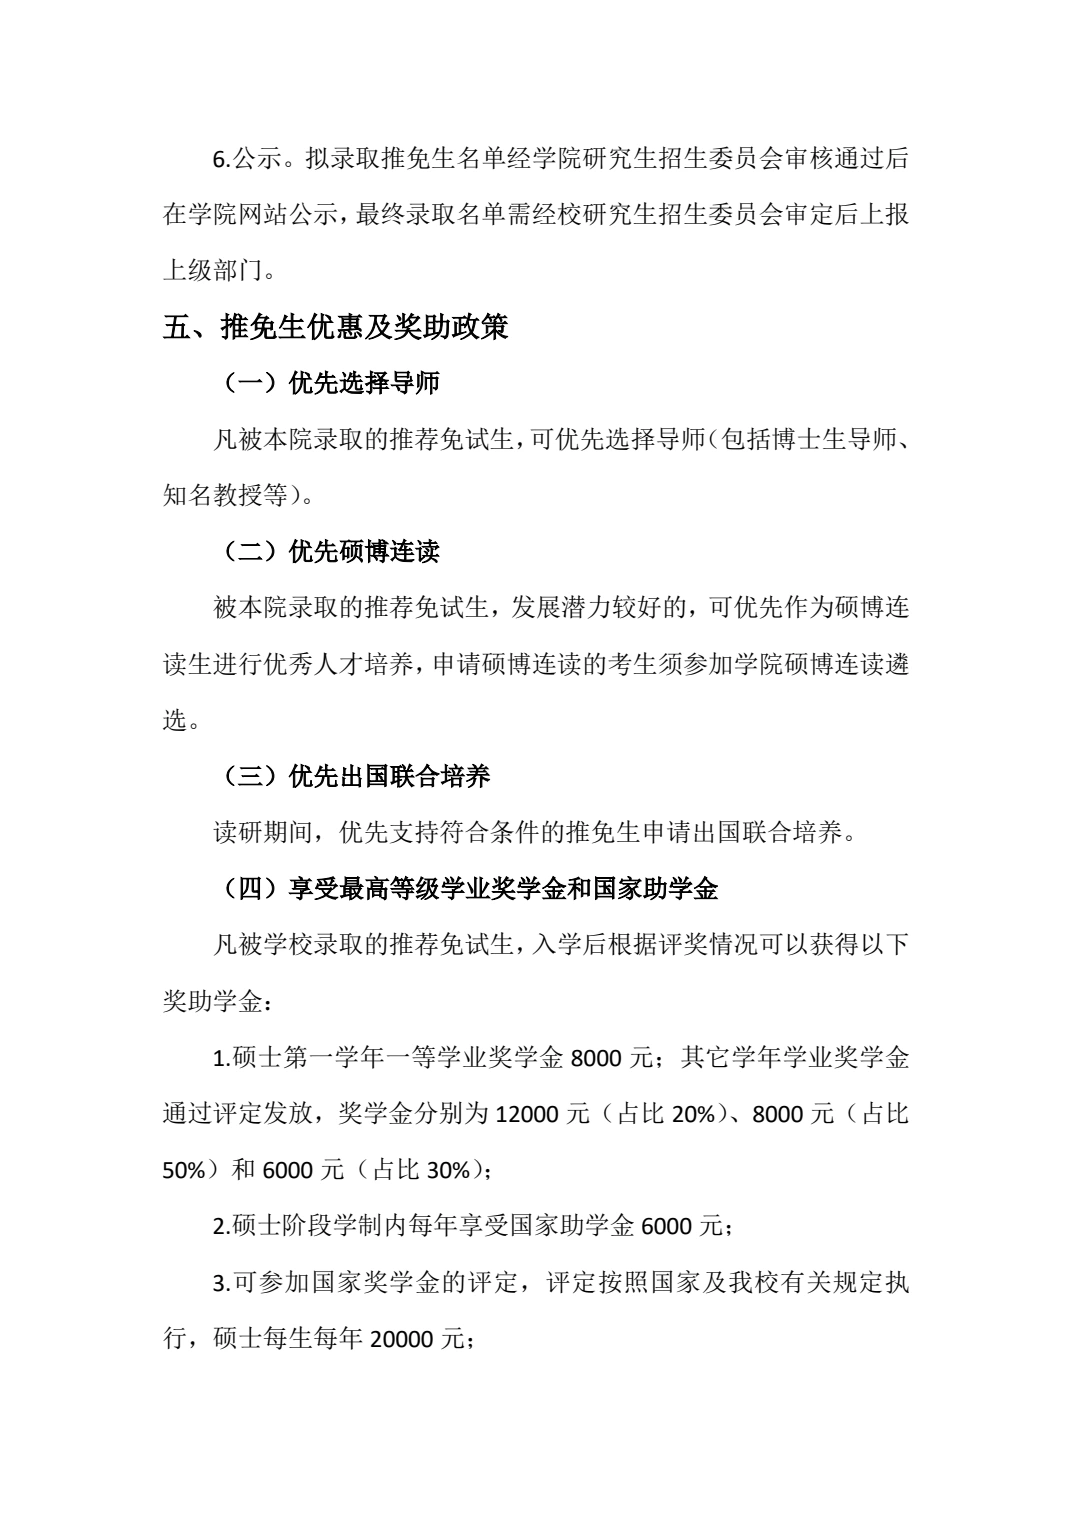 6.公示。拟录取推免生名单经学院研究生招生委员会审核通过后
在学院网站公示，最终录取名单需经校研究生招生委员会审定后上报
上级部门。
五、推免生优惠及奖助政策
（一）优先选择导师
凡被本院录取的推荐免试生，可优先选择导师（包括博士生导师、
知名教授等）。
（二）优先硕博连读
被本院录取的推荐免试生，发展潜力较好的，可优先作为硕博连
读生进行优秀人才培养，申请硕博连读的考生须参加学院硕博连读遴
选。
（三）优先出国联合培养
读研期间，优先支持符合条件的推免生申请出国联合培养。
（四）享受最高等级学业奖学金和国家助学金
凡被学校录取的推荐免试生，入学后根据评奖情况可以获得以下
奖助学金：
1.硕士第一学年一等学业奖学金 8000 元；其它学年学业奖学金
通过评定发放，奖学金分别为 12000 元（占比 20%）、8000 元（占比
50%）和 6000 元（占比 30%）；
2.硕士阶段学制内每年享受国家助学金 6000 元；
3.可参加国家奖学金的评定，评定按照国家及我校有关规定执
行，硕士每生每年 20000 元；